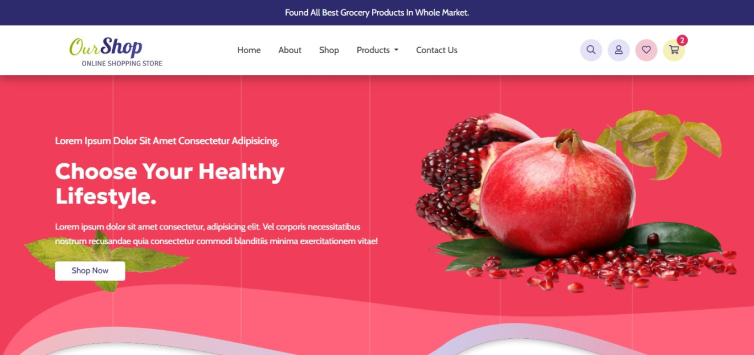 Found All Best Grocery Products In Whole Market.
OurShop
ONLINE SHOPPING STORE
Home About Shop Products Contact Us
2
Lorem Ipsum Dolor Sit Amet Consectetur Adipisicing.
Choose Your Healthy
Lifestyle.
Lorem ipsum dolor sit amet consectetur, adipisicing elit. Vel corporis necessitatibus
nostrum recusandae quia consectetur commodi blanditiis minima exercitationem vitae!
Shop Now